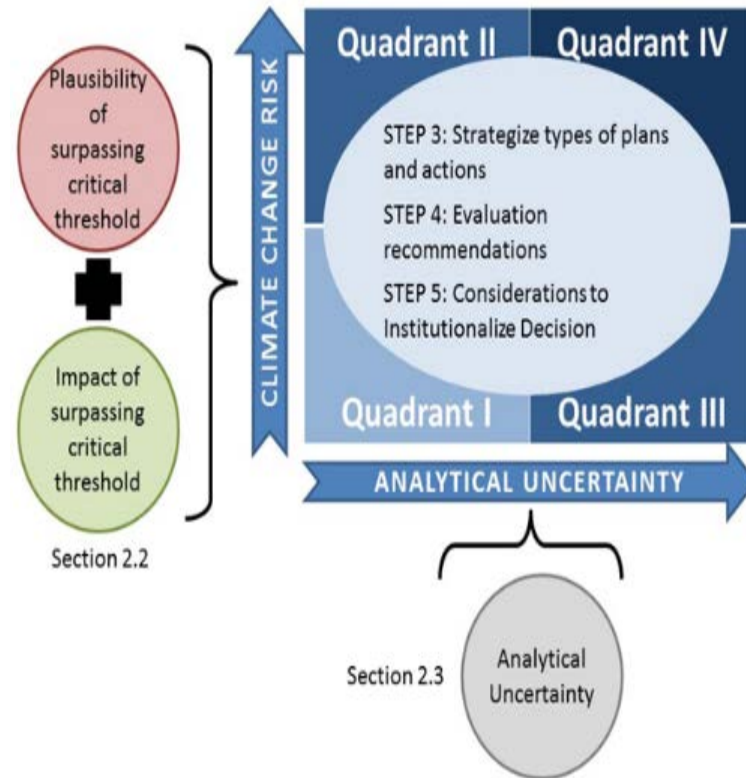 Plausibility
of
surpassing
critical
threshold
Impact of
surpassing
critical
threshold
Section 2.2
CLIMATE CHANGE RISK
Quadrant II
Quadrant IV
STEP 3: Strategize types of plans
and actions
STEP 4: Evaluation
recommendations
STEP 5: Considerations to
Institutionalize Decision
Quadrant I
Quadrant III
ANALYTICAL UNCERTAINTY
Section 2.3
Analytical
Uncertainty